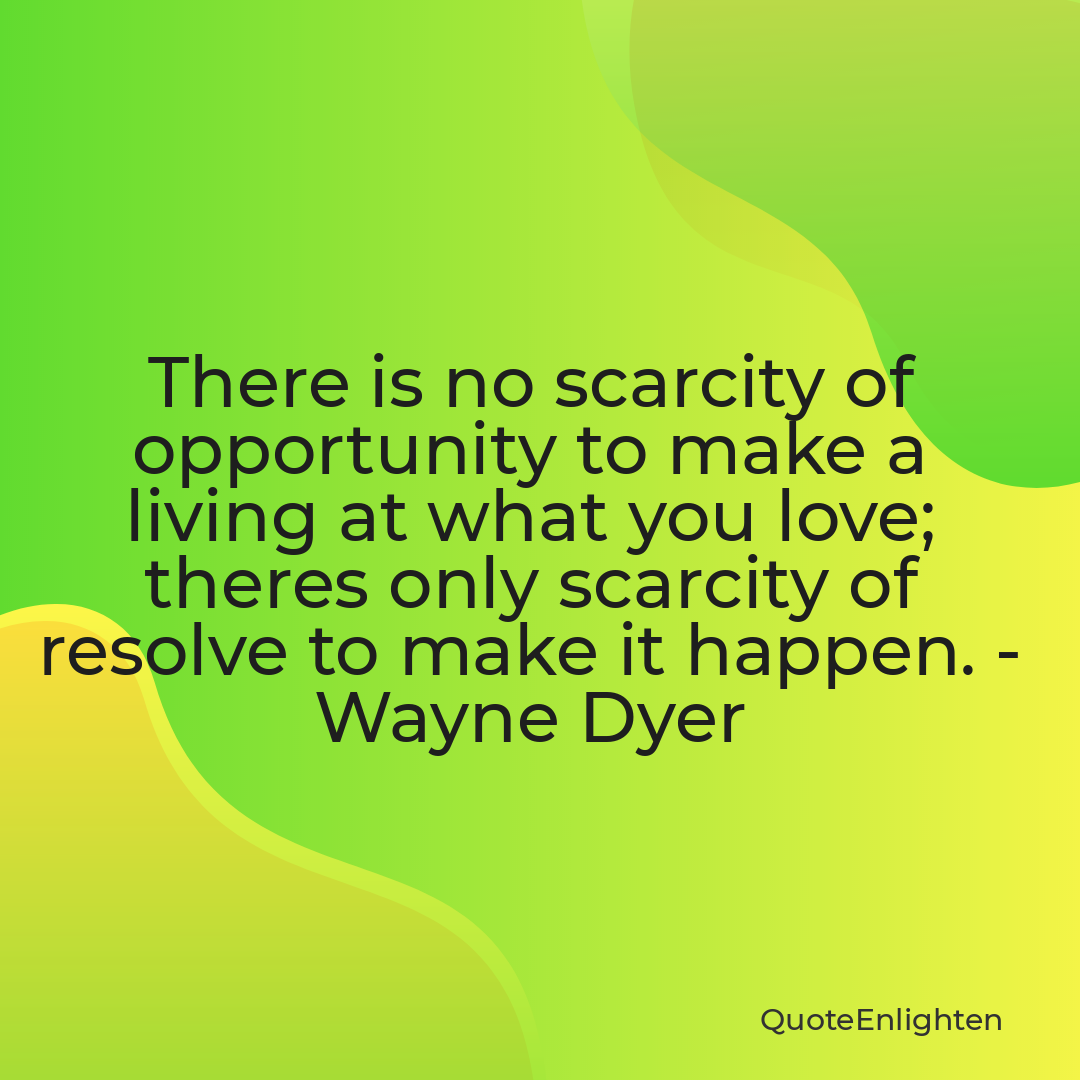 There is no scarcity of
opportunity to make a
living at what you love;
theres only scarcity of
resolve to make it happen. -
Wayne Dyer
QuoteEnlighten